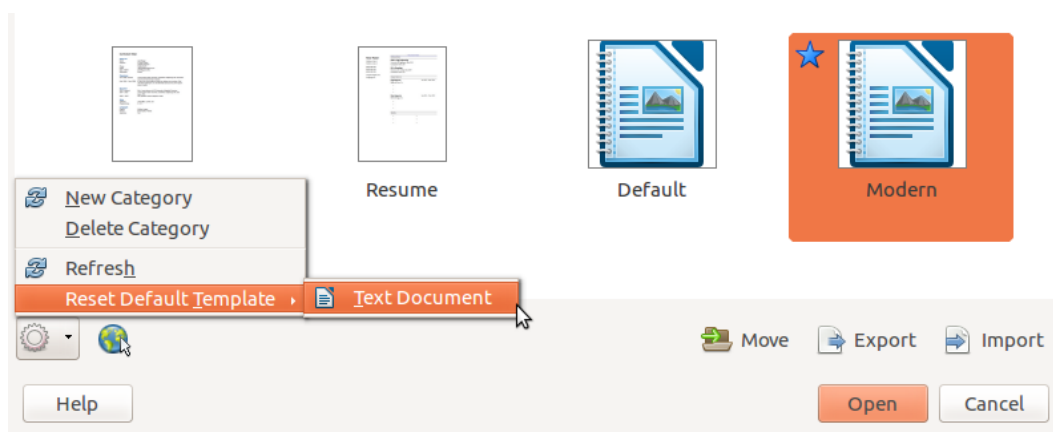 Resume
Default
Modern
New Category
Delete Category
Refresh
Reset Default Template
Text Document
Move
Export
Import
Help
Open
Cancel